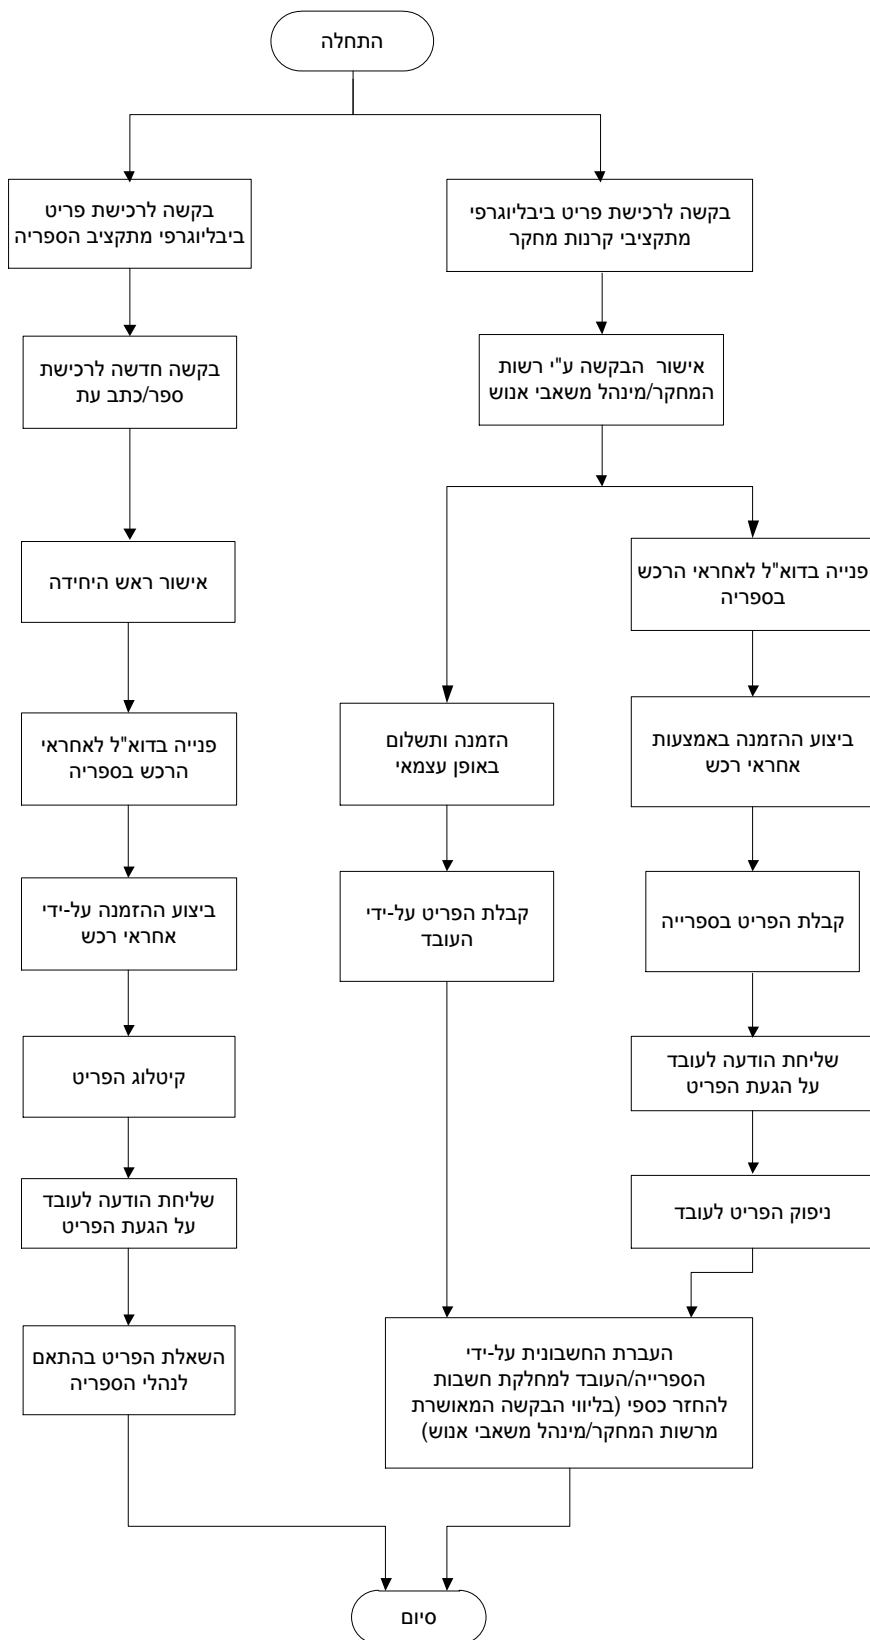 התחלה
בקשה לרכישת פריט ביבליוגרפי
מתקציבי קרנות מחקר
אישור הבקשה ע"י רשות
המחקר/מינהל משאבי אנוש
פנייה בדוא"ל לאחראי הרכש
בספריה
ביצוע ההזמנה באמצעות
אחראי רכש
קבלת הפריט בספרייה
שליחת הודעה לעובד
על הגעת הפריט
ניפוק הפריט לעובד
הזמנה ותשלום
באופן עצמאי
קבלת הפריט על-ידי
העובד
העברת החשבונית על-ידי
הספרייה/העובד למחלקת חשבות
להחזר כספי (בליווי הבקשה המאושרת
מרשות המחקר/מינהל משאבי אנוש)
בקשה לרכישת פריט
ביבליוגרפי מתקציב הספריה
בקשה חדשה לרכישת
ספר/כתב עת
אישור ראש היחידה
פנייה בדוא"ל לאחראי
הרכש בספריה
ביצוע ההזמנה על-ידי
אחראי רכש
קיטלוג הפריט
שליחת הודעה לעובד
על הגעת הפריט
השאלת הפריט בהתאם
לנהלי הספריה
סיום